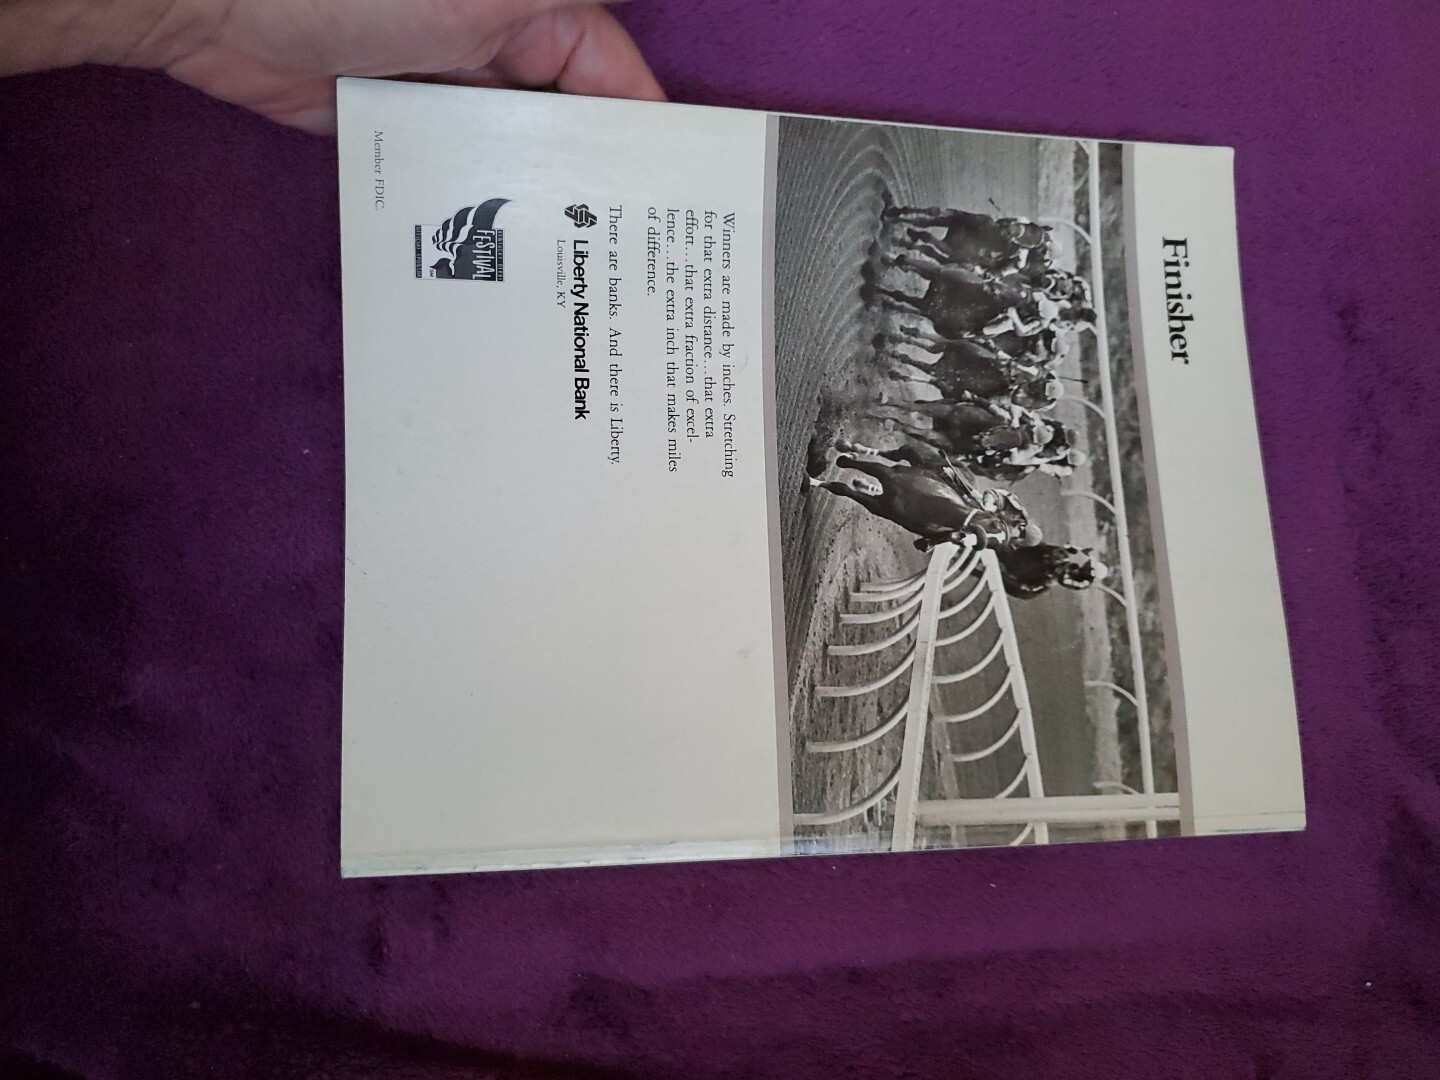 Finisher
Winners are made by inches. Stretching
for that extra distance...that extra
effort...that extra fraction of excel-
lence...the extra inch that makes miles
of difference.
There are banks. And there is Liberty.
Liberty National Bank
Louisville, KY
FESTIVAL
SM
Member FDIC.